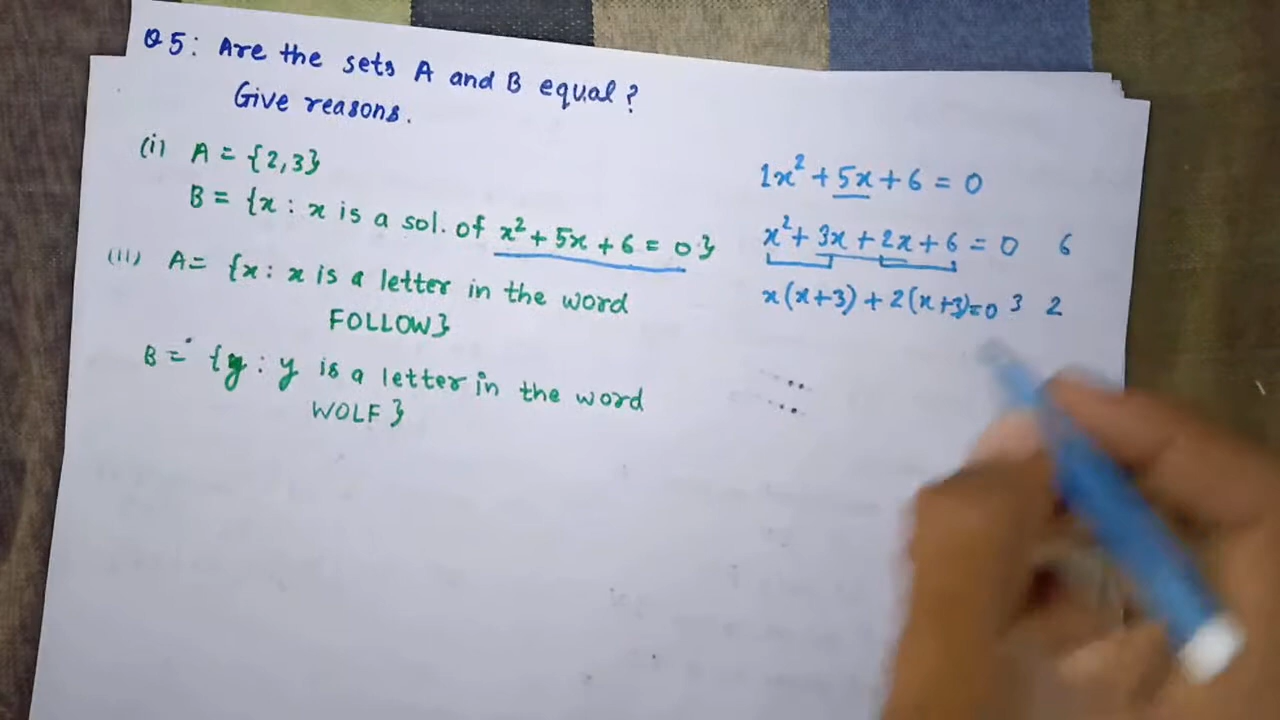 Q5: Are the sets A and B equal?
Give reasons.
(i) A = {2,3}
B = {x : x is a sol. of x² + 5x + 6 = 0}
(ii) A = {x : x is a letter in the word
FOLLOW}
B = {y : y is a letter in the word
WOLF}
1x² + 5x + 6 = 0
x² + 3x + 2x + 6 = 0 6
x(x+3) + 2(x+3)=0 3 2